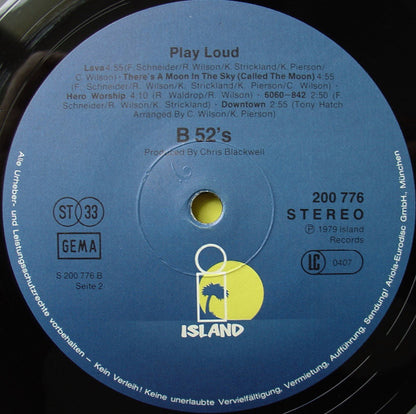 Play Loud
Lava 4:55 (F. Schneider/R. Wilson/K. Strickland/K. Pierson/
C. Wilson) · There's A Moon In The Sky (Called The Moon) 4:55
(F. Schneider/R. Wilson/K. Strickland/K. Pierson/C. Wilson) ·
Hero Worship 4:10 (R. Waldrop/R. Wilson) · 6060-842 2:50 (F.
Schneider/R. Wilson/K. Strickland) · Downtown 2:55 (Tony Hatch
Arranged by C. Wilson/K. Pierson)
B 52's
Produced By Chris Blackwell
ST 33
GEMA
S 200 776 B
Seite 2
200 776
STEREO
Ⓟ 1979 Island
Records
LC 0407
i
ISLAND
Alle Urheber- und Leistungsschutzrechte vorbehalten – Kein Verleih! Keine unerlaubte Vervielfältigung, Vermietung, Aufführung, Sendung! Ariola-Eurodisc GmbH, München